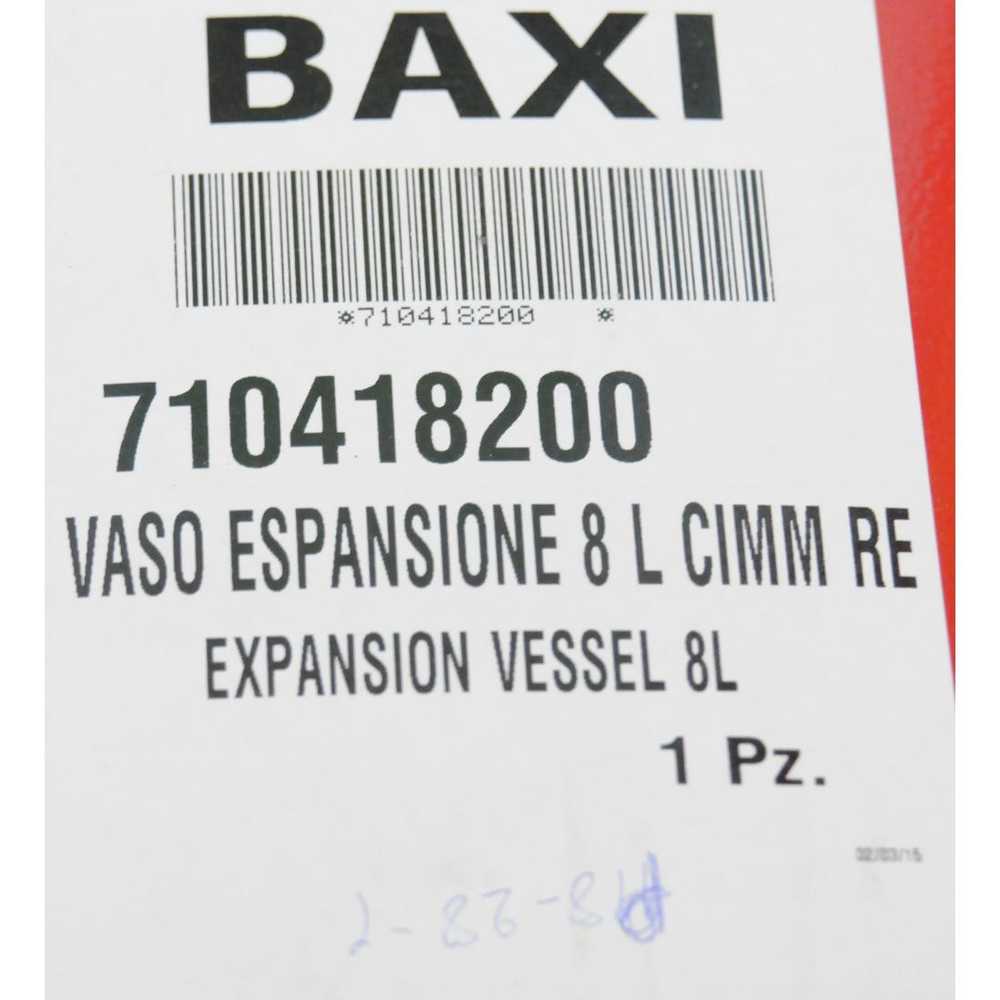 BAXI
*710418200 *
710418200
VASO ESPANSIONE 8 L CIMM RE
EXPANSION VESSEL 8L
1 Pz.
02/03/15